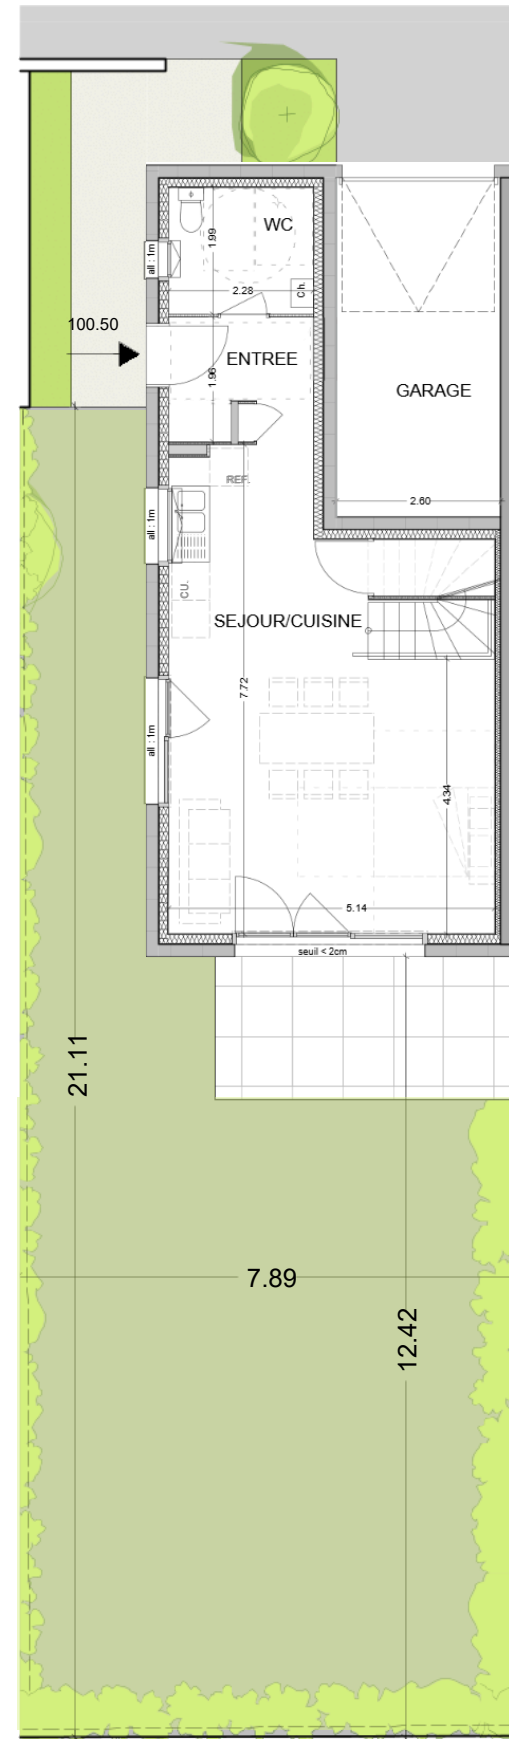 WC
1.99
all : 1m
2.28
Ch.
100.50
ENTREE
1.96
GARAGE
REF.
2.60
all : 1m
CU.
SEJOUR/CUISINE
7.72
all : 1m
4.34
5.14
seuil < 2cm
21.11
7.89
12.42